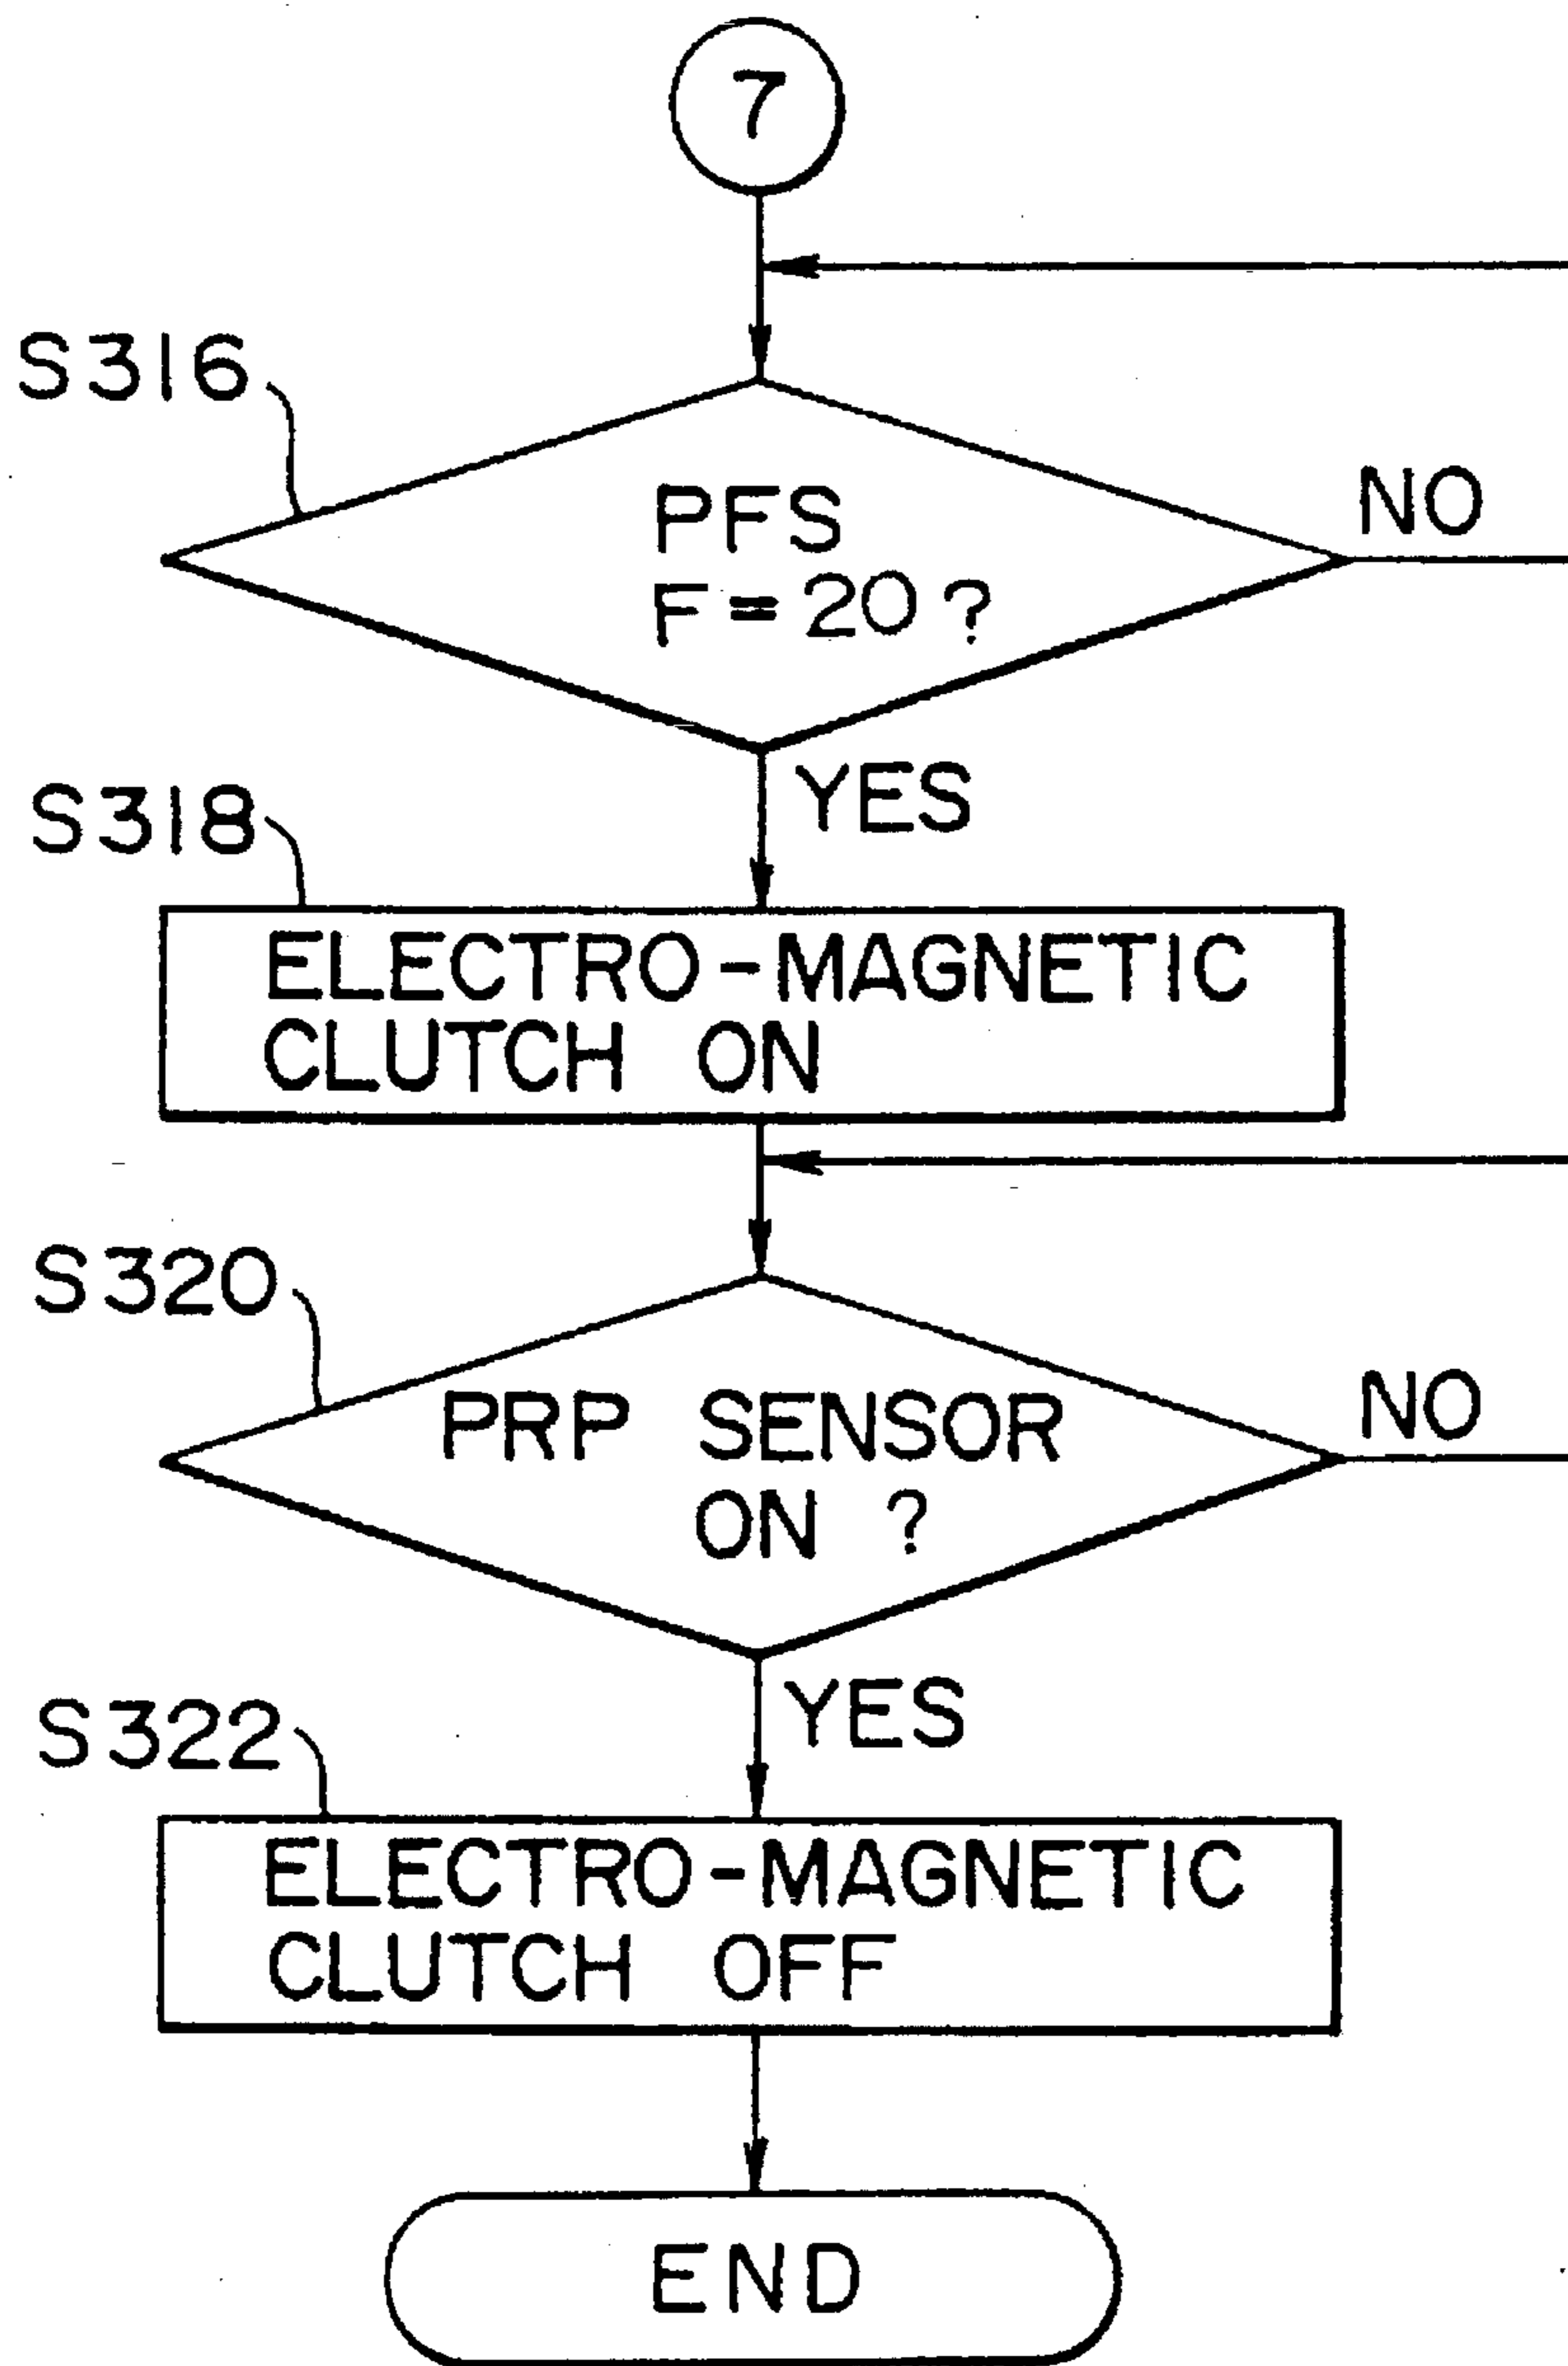 7
S316
PFS
F=20?
NO
YES
S318
ELECTRO-MAGNETIC
CLUTCH ON
S320
PRP SENSOR
ON ?
NO
YES
S322
ELECTRO-MAGNETIC
CLUTCH OFF
END